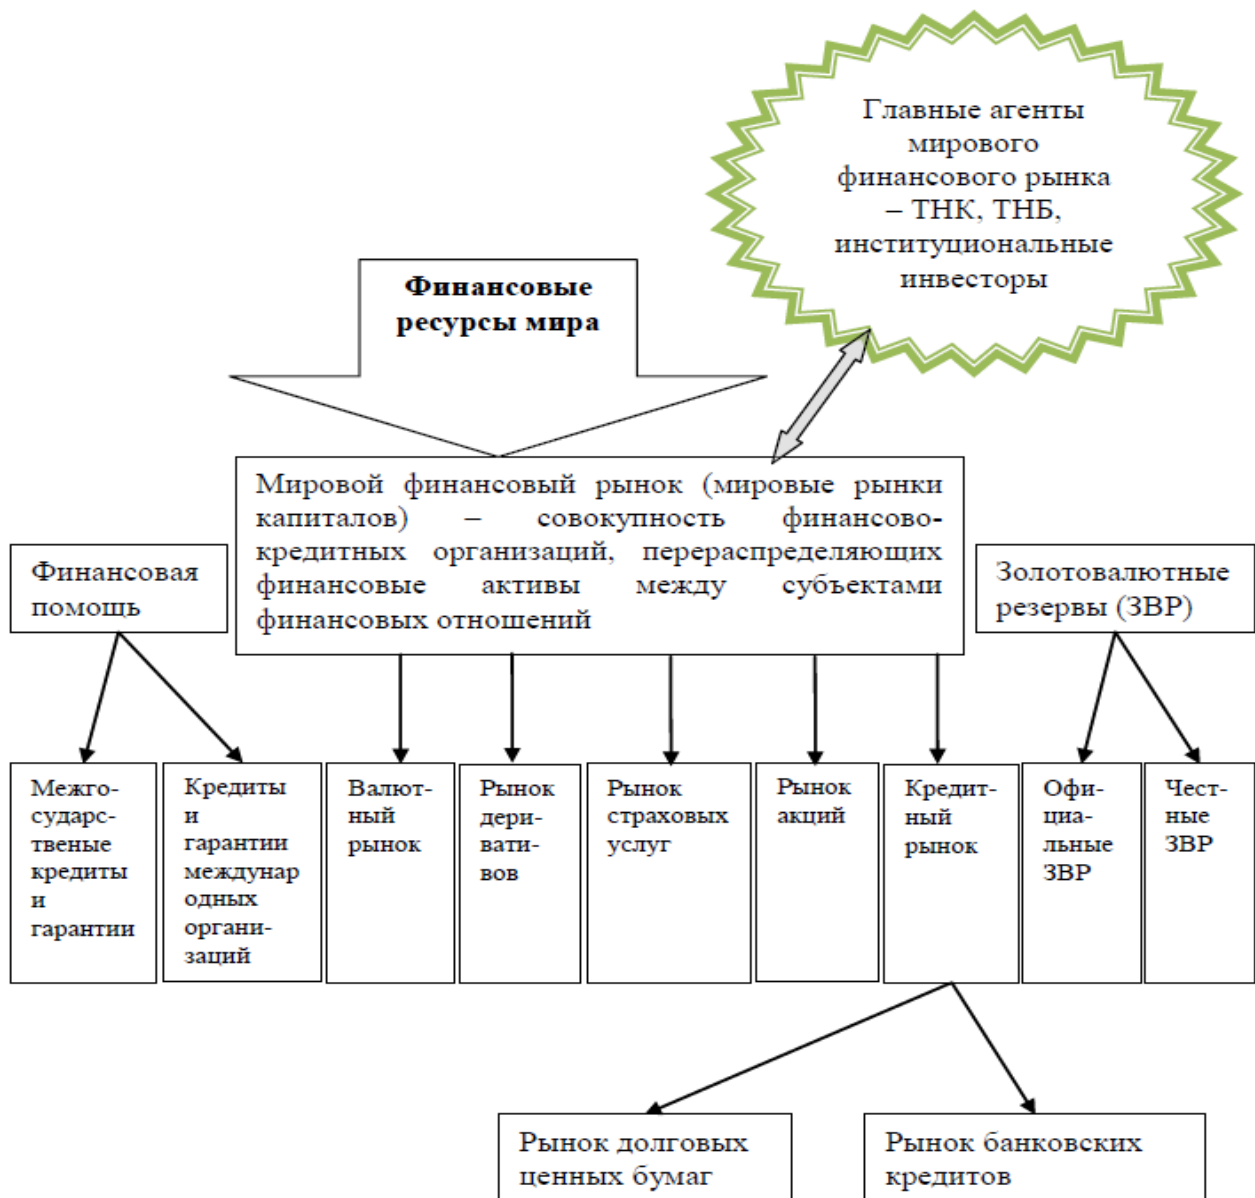 Главные агенты
мирового
финансового рынка
– ТНК, ТНБ,
институциональные
инвесторы
Финансовые
ресурсы мира
Мировой финансовый рынок (мировые рынки
капиталов) – совокупность финансово-
кредитных организаций, перераспределяющих
финансовые активы между субъектами
финансовых отношений
Финансовая
помощь
Золотовалютные
резервы (ЗВР)
Межго-
сударс-
твеные
кредиты
и
гарантии
Кредиты
и
гарантии
междунар
одных
органи-
заций
Валют-
ный
рынок
Рынок
дери-
вати-
вов
Рынок
страховых
услуг
Рынок
акций
Кредит-
ный
рынок
Офи-
циа-
льные
ЗВР
Чест-
ные
ЗВР
Рынок долговых
ценных бумаг
Рынок банковских
кредитов